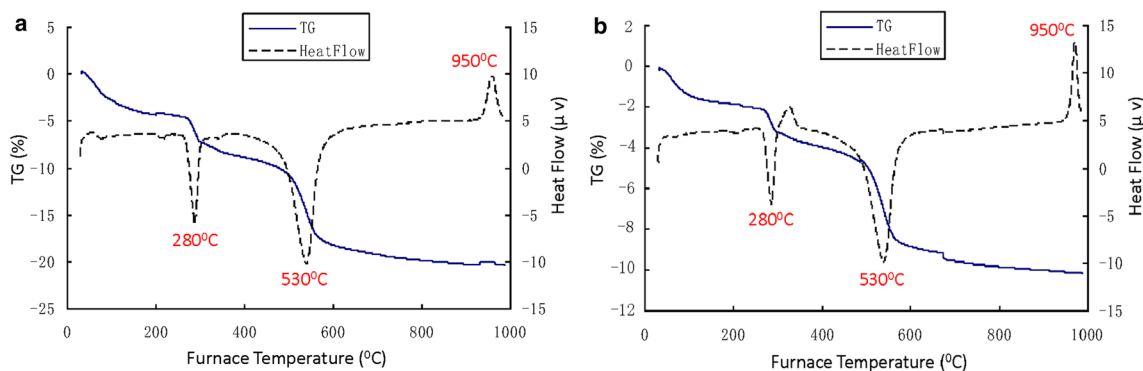 a
TG
HeatFlow
950⁰C
280⁰C
530⁰C
5
0
-5
-10
-15
-20
-25
15
10
5
0
-5
-10
-15
0 200 400 600 800 1000
TG (%)
Heat Flow (μ v)
Furnace Temperature (⁰C)
b
TG
HeatFlow
950⁰C
280⁰C
530⁰C
2
0
-2
-4
-6
-8
-10
-12
15
10
5
0
-5
-10
-15
0 200 400 600 800 1000
TG (%)
Heat Flow (μ v)
Furnace Temperature (⁰C)